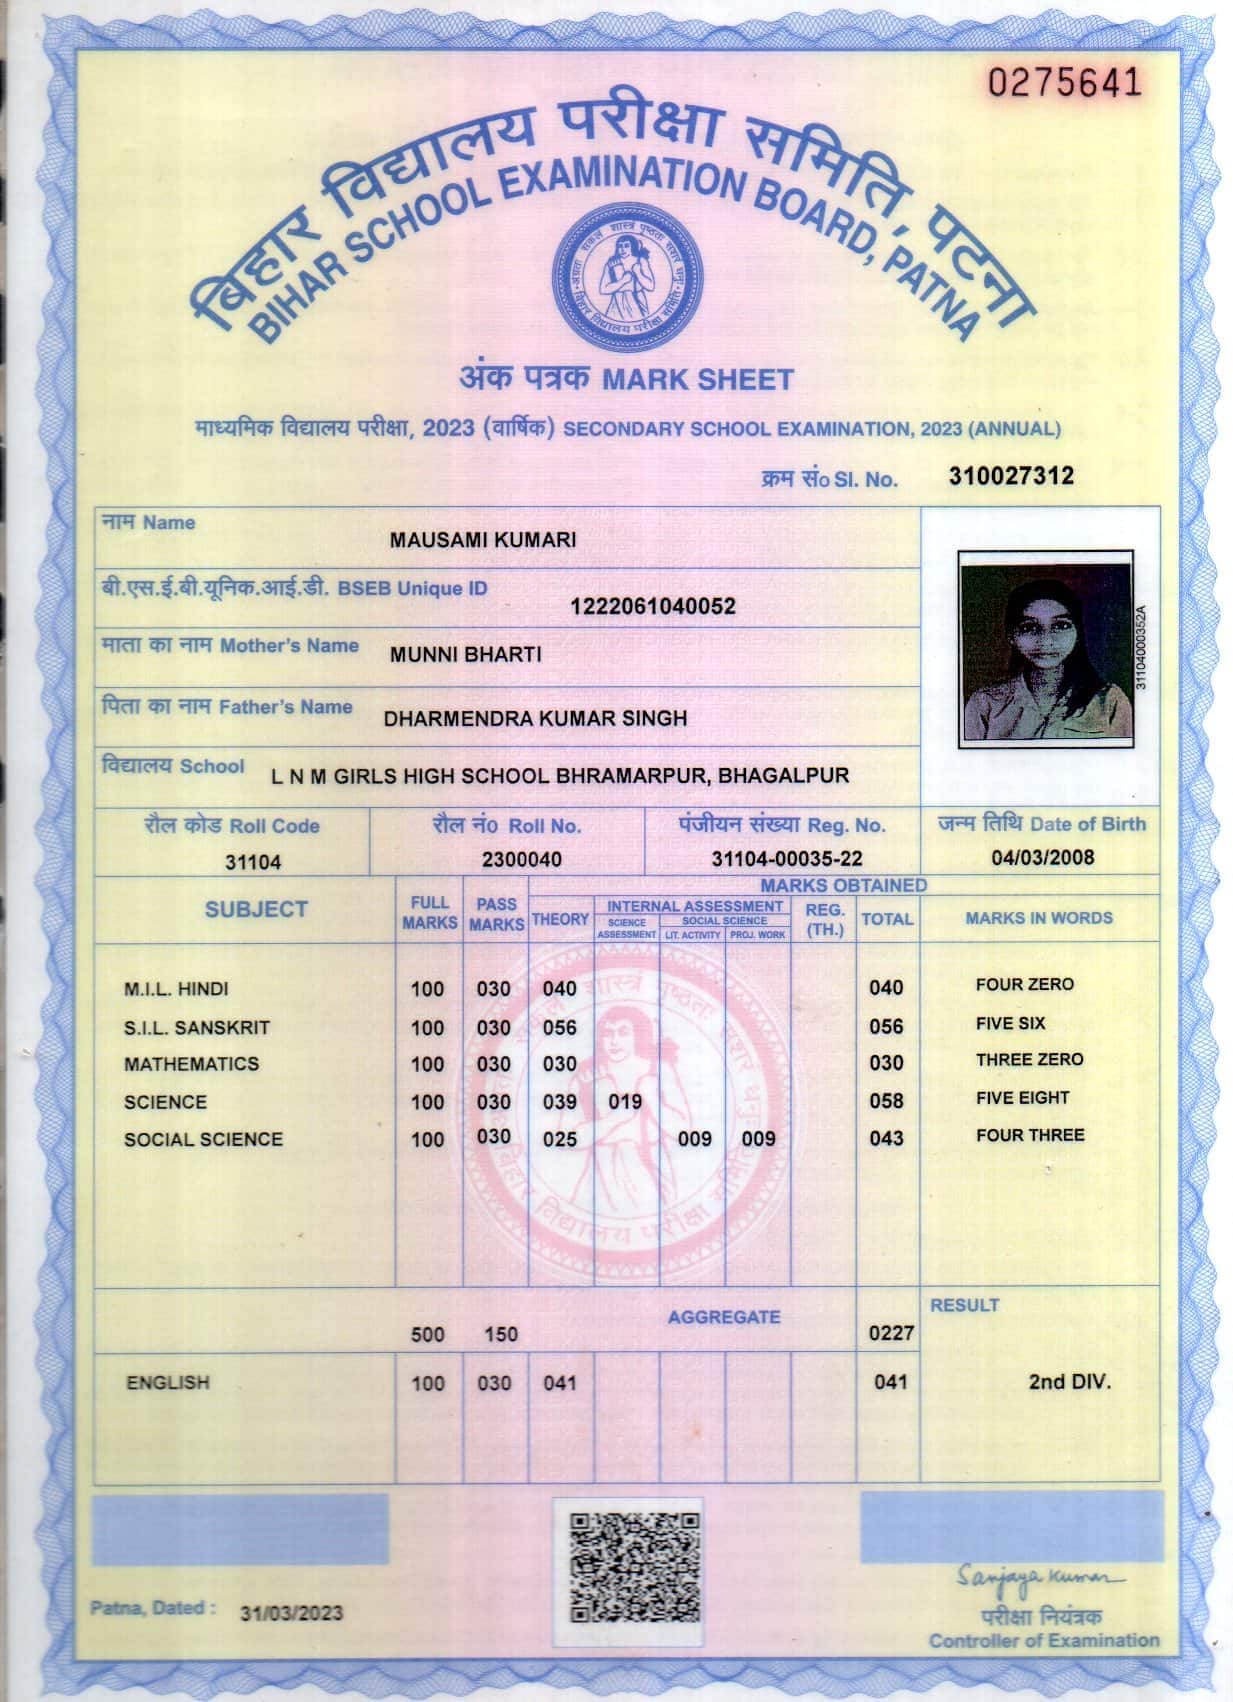 0275641
बिहार विद्यालय परीक्षा समिति, पटना
BIHAR SCHOOL EXAMINATION BOARD, PATNA
बिहार विद्यालय परीक्षा समिति
अंक पत्रक MARK SHEET
माध्यमिक विद्यालय परीक्षा, 2023 (वार्षिक) SECONDARY SCHOOL EXAMINATION, 2023 (ANNUAL)
क्रम सं० Sl. No. 310027312
नाम Name MAUSAMI KUMARI
बी.एस.ई.बी.यूनिक.आई.डी. BSEB Unique ID 1222061040052
माता का नाम Mother's Name MUNNI BHARTI
31104000352A
पिता का नाम Father's Name DHARMENDRA KUMAR SINGH
विद्यालय School L N M GIRLS HIGH SCHOOL BHRAMARPUR, BHAGALPUR
रौल कोड Roll Code रौल नं० Roll No. पंजीयन संख्या Reg. No. जन्म तिथि Date of Birth
31104 2300040 31104-00035-22 04/03/2008
MARKS OBTAINED
SUBJECT FULL MARKS PASS MARKS THEORY INTERNAL ASSESSMENT REG. (TH.) TOTAL MARKS IN WORDS
SCIENCE ASSESSMENT SOCIAL SCIENCE
LIT. ACTIVITY PROJ. WORK
M.I.L. HINDI 100 030 040 040 FOUR ZERO
S.I.L. SANSKRIT 100 030 056 056 FIVE SIX
MATHEMATICS 100 030 030 030 THREE ZERO
SCIENCE 100 030 039 019 058 FIVE EIGHT
SOCIAL SCIENCE 100 030 025 009 009 043 FOUR THREE
बिहार विद्यालय परीक्षा समिति
AGGREGATE RESULT
500 150 0227
ENGLISH 100 030 041 041 2nd DIV.
Sanjaya Kumar
Patna, Dated : 31/03/2023
परीक्षा नियंत्रक
Controller of Examination